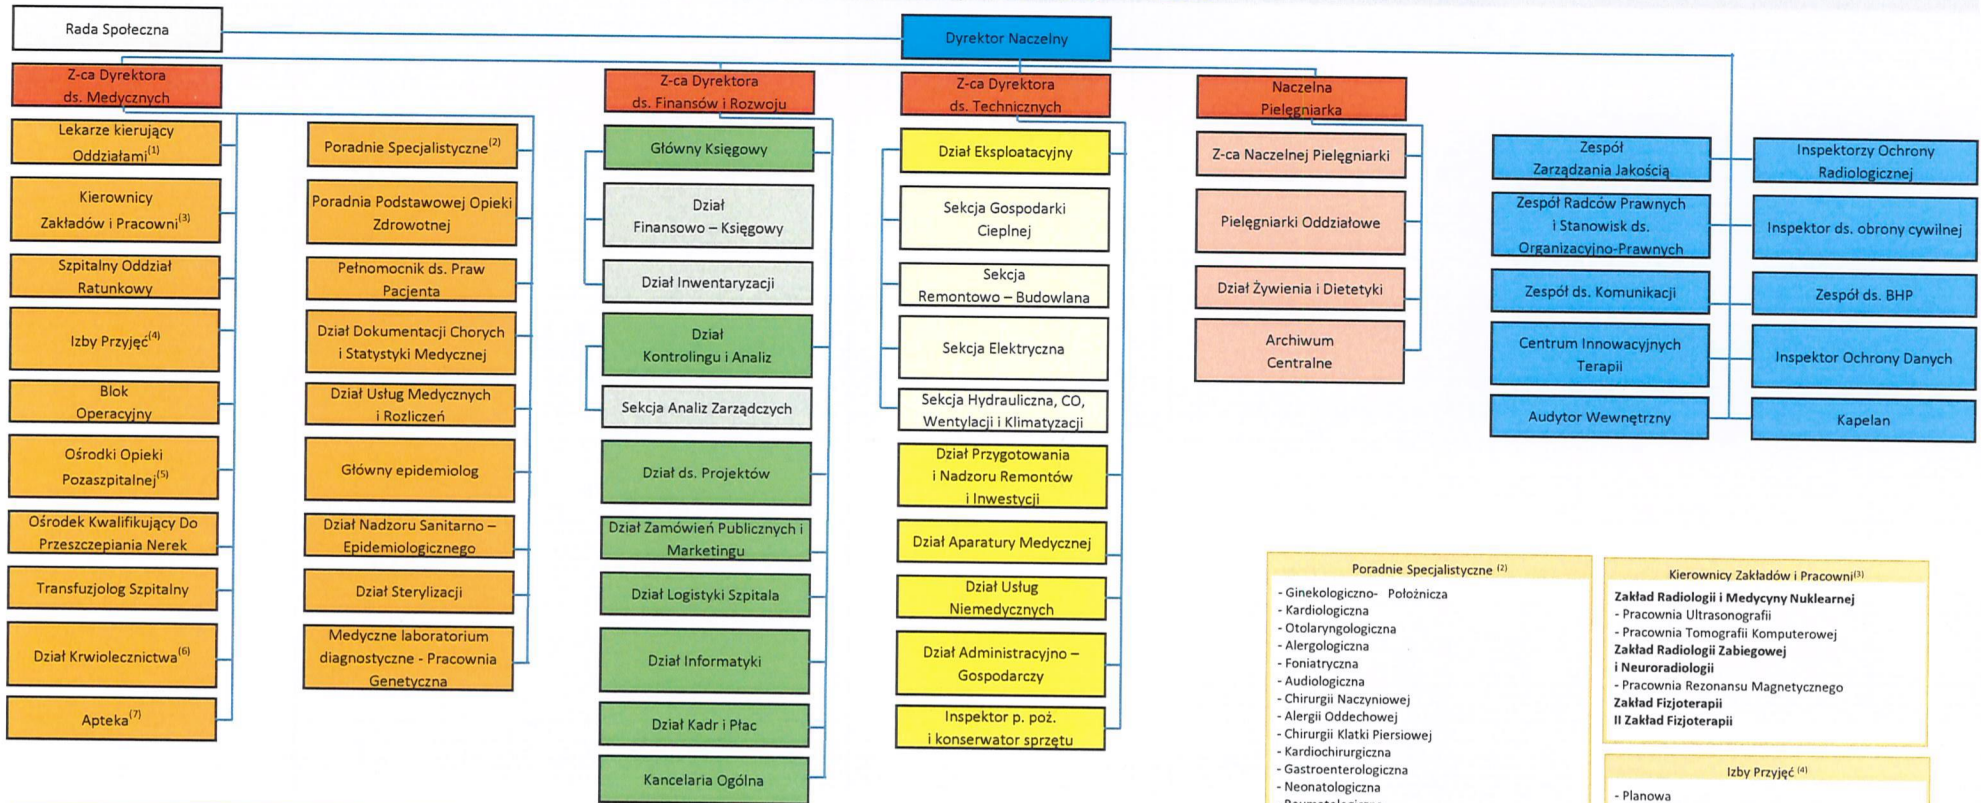 Rada Społeczna
Dyrektor Naczelny
Z-ca Dyrektora
ds. Medycznych
Z-ca Dyrektora
ds. Finansów i Rozwoju
Z-ca Dyrektora
ds. Technicznych
Naczelna
Pielęgniarka
Lekarze kierujący
Oddziałami(1)
Kierownicy
Zakładów i Pracowni(3)
Szpitalny Oddział
Ratunkowy
Izby Przyjęć(4)
Blok
Operacyjny
Ośrodki Opieki
Pozaszpitalnej(5)
Ośrodek Kwalifikujący Do
Przeszczepiania Nerek
Transfuzjolog Szpitalny
Dział Krwiolecznictwa(6)
Apteka(7)
Poradnie Specjalistyczne(2)
Poradnia Podstawowej Opieki
Zdrowotnej
Pełnomocnik ds. Praw
Pacjenta
Dział Dokumentacji Chorych
i Statystyki Medycznej
Dział Usług Medycznych
i Rozliczeń
Główny epidemiolog
Dział Nadzoru Sanitarno –
Epidemiologicznego
Dział Sterylizacji
Medyczne laboratorium
diagnostyczne - Pracownia
Genetyczna
Główny Księgowy
Dział
Finansowo – Księgowy
Dział Inwentaryzacji
Dział
Kontrolingu i Analiz
Sekcja Analiz Zarządczych
Dział ds. Projektów
Dział Zamówień Publicznych i
Marketingu
Dział Logistyki Szpitala
Dział Informatyki
Dział Kadr i Płac
Kancelaria Ogólna
Dział Eksploatacyjny
Sekcja Gospodarki
Cieplnej
Sekcja
Remontowo – Budowlana
Sekcja Elektryczna
Sekcja Hydrauliczna, CO,
Wentylacji i Klimatyzacji
Dział Przygotowania
i Nadzoru Remontów
i Inwestycji
Dział Aparatury Medycznej
Dział Usług
Niemedycznych
Dział Administracyjno –
Gospodarczy
Inspektor p. poż.
i konserwator sprzętu
Z-ca Naczelnej Pielęgniarki
Pielęgniarki Oddziałowe
Dział Żywienia i Dietetyki
Archiwum
Centralne
Zespół
Zarządzania Jakością
Zespół Radców Prawnych
i Stanowisk ds.
Organizacyjno-Prawnych
Zespół ds. Komunikacji
Centrum Innowacyjnych
Terapii
Audytor Wewnętrzny
Inspektorzy Ochrony
Radiologicznej
Inspektor ds. obrony cywilnej
Zespół ds. BHP
Inspektor Ochrony Danych
Kapelan
Poradnie Specjalistyczne (2)
- Ginekologiczno- Położnicza
- Kardiologiczna
- Otolaryngologiczna
- Alergologiczna
- Foniatryczna
- Audiologiczna
- Chirurgii Naczyniowej
- Alergii Oddechowej
- Chirurgii Klatki Piersiowej
- Kardiochirurgiczna
- Gastroenterologiczna
- Neonatologiczna
Kierownicy Zakładów i Pracowni(3)
Zakład Radiologii i Medycyny Nuklearnej
- Pracownia Ultrasonografii
- Pracownia Tomografii Komputerowej
Zakład Radiologii Zabiegowej
i Neuroradiologii
- Pracownia Rezonansu Magnetycznego
Zakład Fizjoterapii
II Zakład Fizjoterapii
Izby Przyjęć (4)
- Planowa